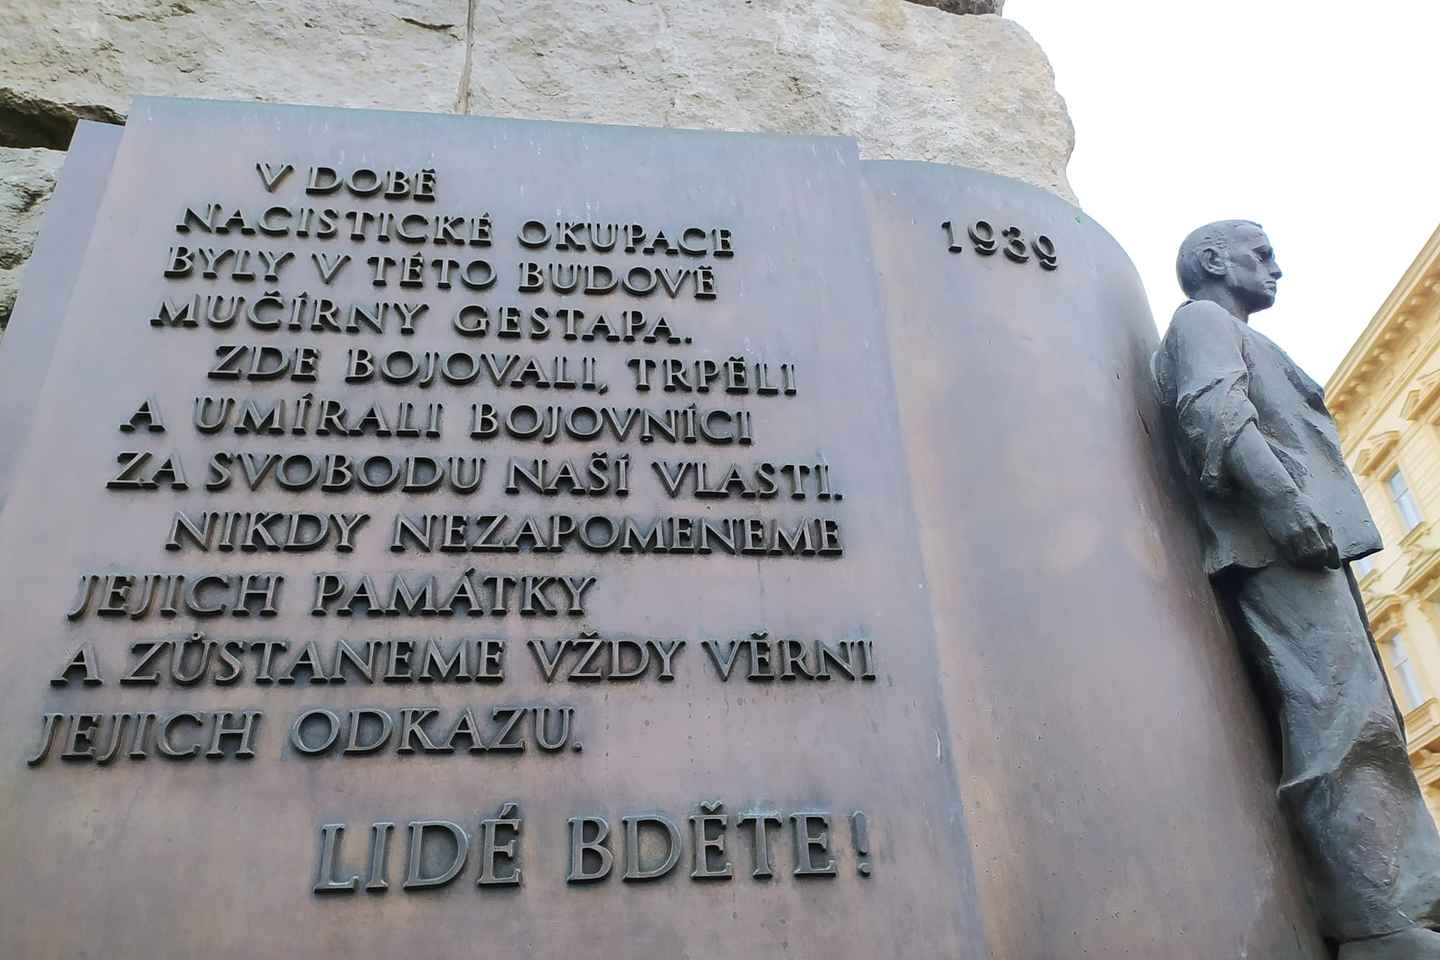 V DOBĚ
NACISTICKÉ OKUPACE
BYLY V TÉTO BUDOVĚ
MUČÍRNY GESTAPA.
ZDE BOJOVALI, TRPĚLI
A UMÍRALI BOJOVNÍCI
ZA SVOBODU NAŠÍ VLASTI.
NIKDY NEZAPOMENEME
JEJICH PAMÁTKY
A ZŮSTANEME VŽDY VĚRNI
JEJICH ODKAZU.
LIDÉ BDĚTE!
1939